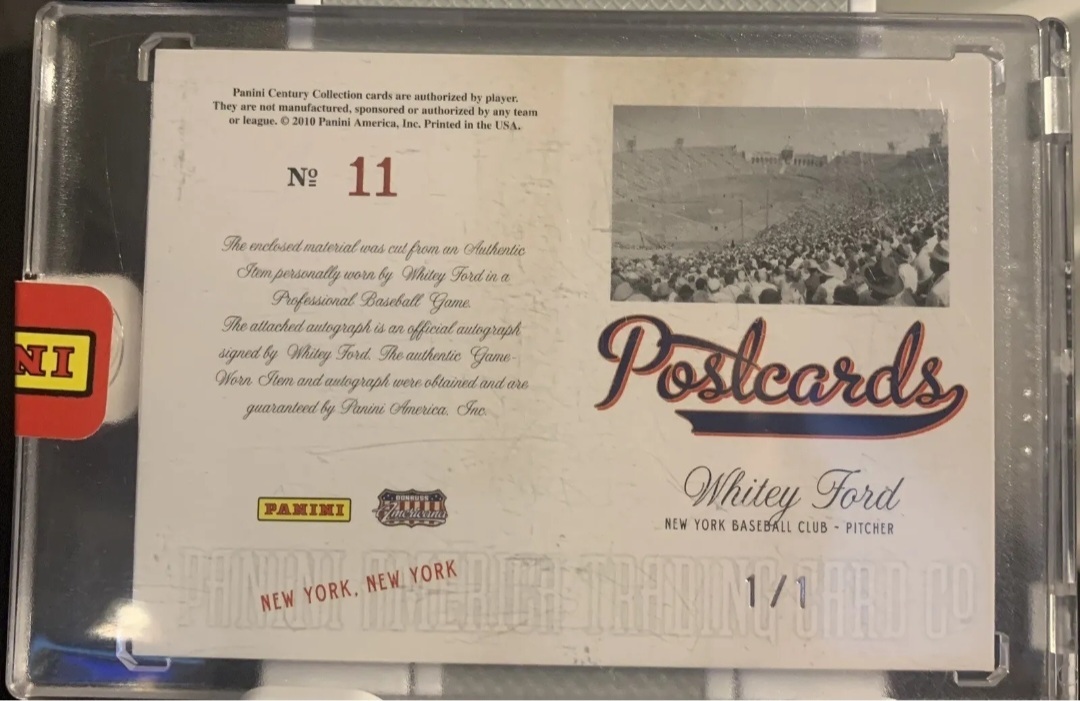 Panini Century Collection cards are authorized by player.
They are not manufactured, sponsored or authorized by any team
or league. © 2010 Panini America, Inc. Printed in the USA.
Nº 11
The enclosed material was cut from an Authentic
Item personally worn by Whitey Ford in a
Professional Baseball Game.
The attached autograph is an official autograph
signed by Whitey Ford. The authentic Game-
Worn Item and autograph were obtained and are
guaranteed by Panini America, Inc.
NI
PANINI
DONRUSS
Americana
NEW YORK, NEW YORK
Postcards
Whitey Ford
NEW YORK BASEBALL CLUB - PITCHER
1/1
PANINI AMERICA TRADING CARD Cº